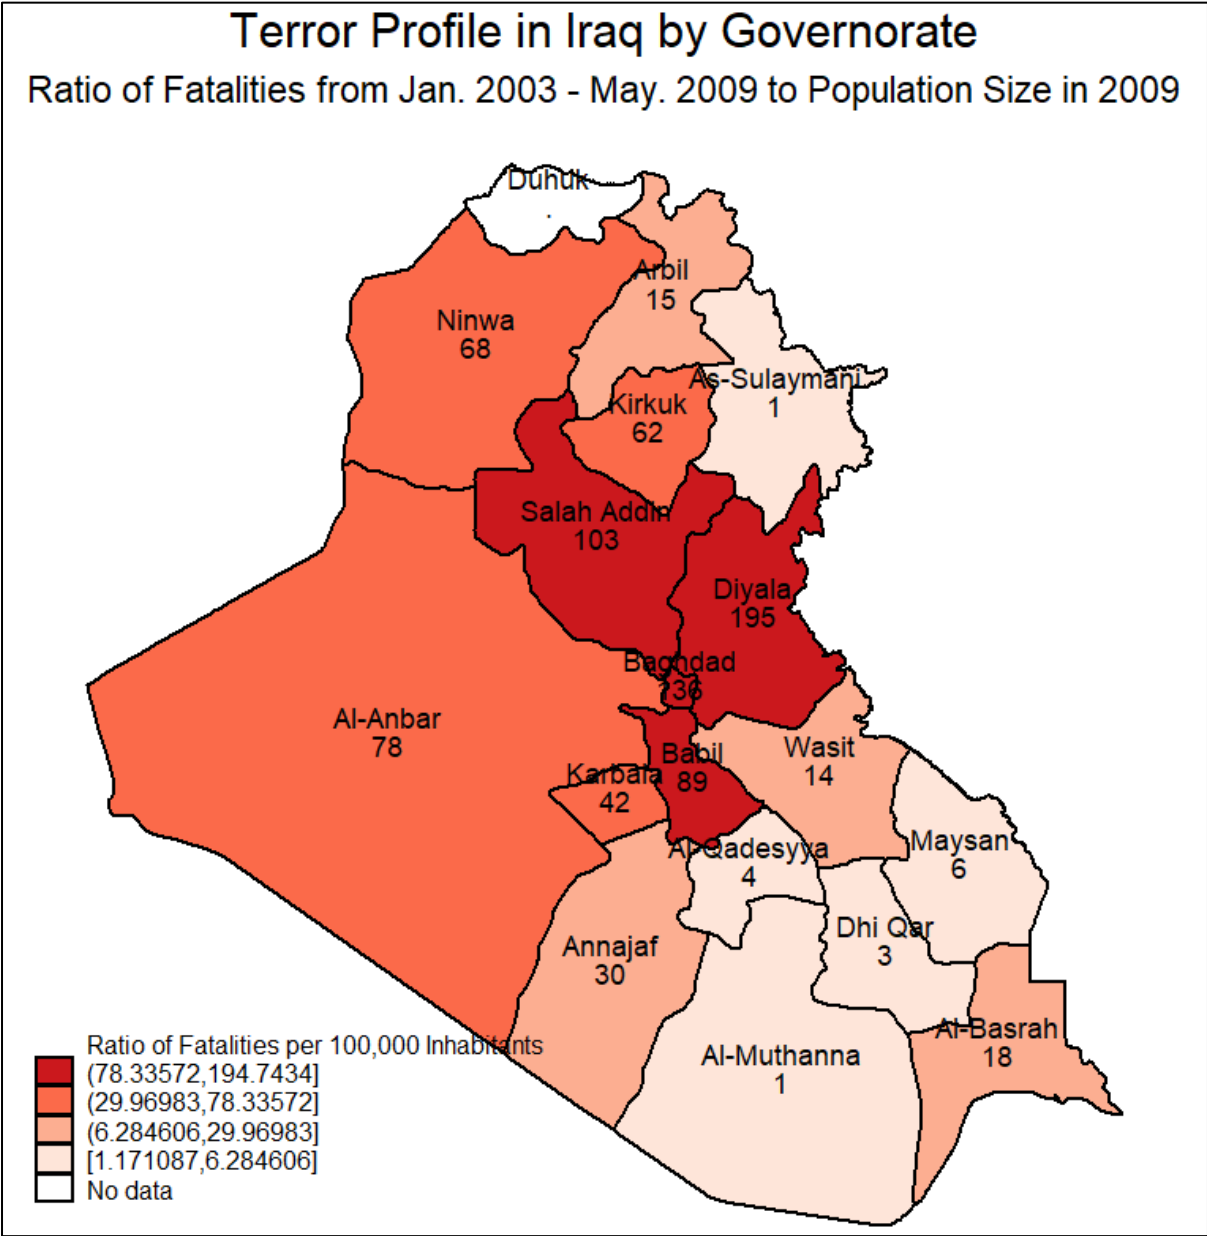 Terror Profile in Iraq by Governorate
Ratio of Fatalities from Jan. 2003 - May. 2009 to Population Size in 2009
Duhuk
.
Arbil
15
Ninwa
68
As-Sulaymani
1
Kirkuk
62
Salah Addin
103
Diyala
195
Baghdad
136
Al-Anbar
78
Babil
89
Wasit
14
Karbala
42
Al-Qadesyya
4
Maysan
6
Dhi Qar
3
Annajaf
30
Al-Basrah
18
Al-Muthanna
1
Ratio of Fatalities per 100,000 Inhabitants
(78.33572,194.7434]
(29.96983,78.33572]
(6.284606,29.96983]
[1.171087,6.284606]
No data